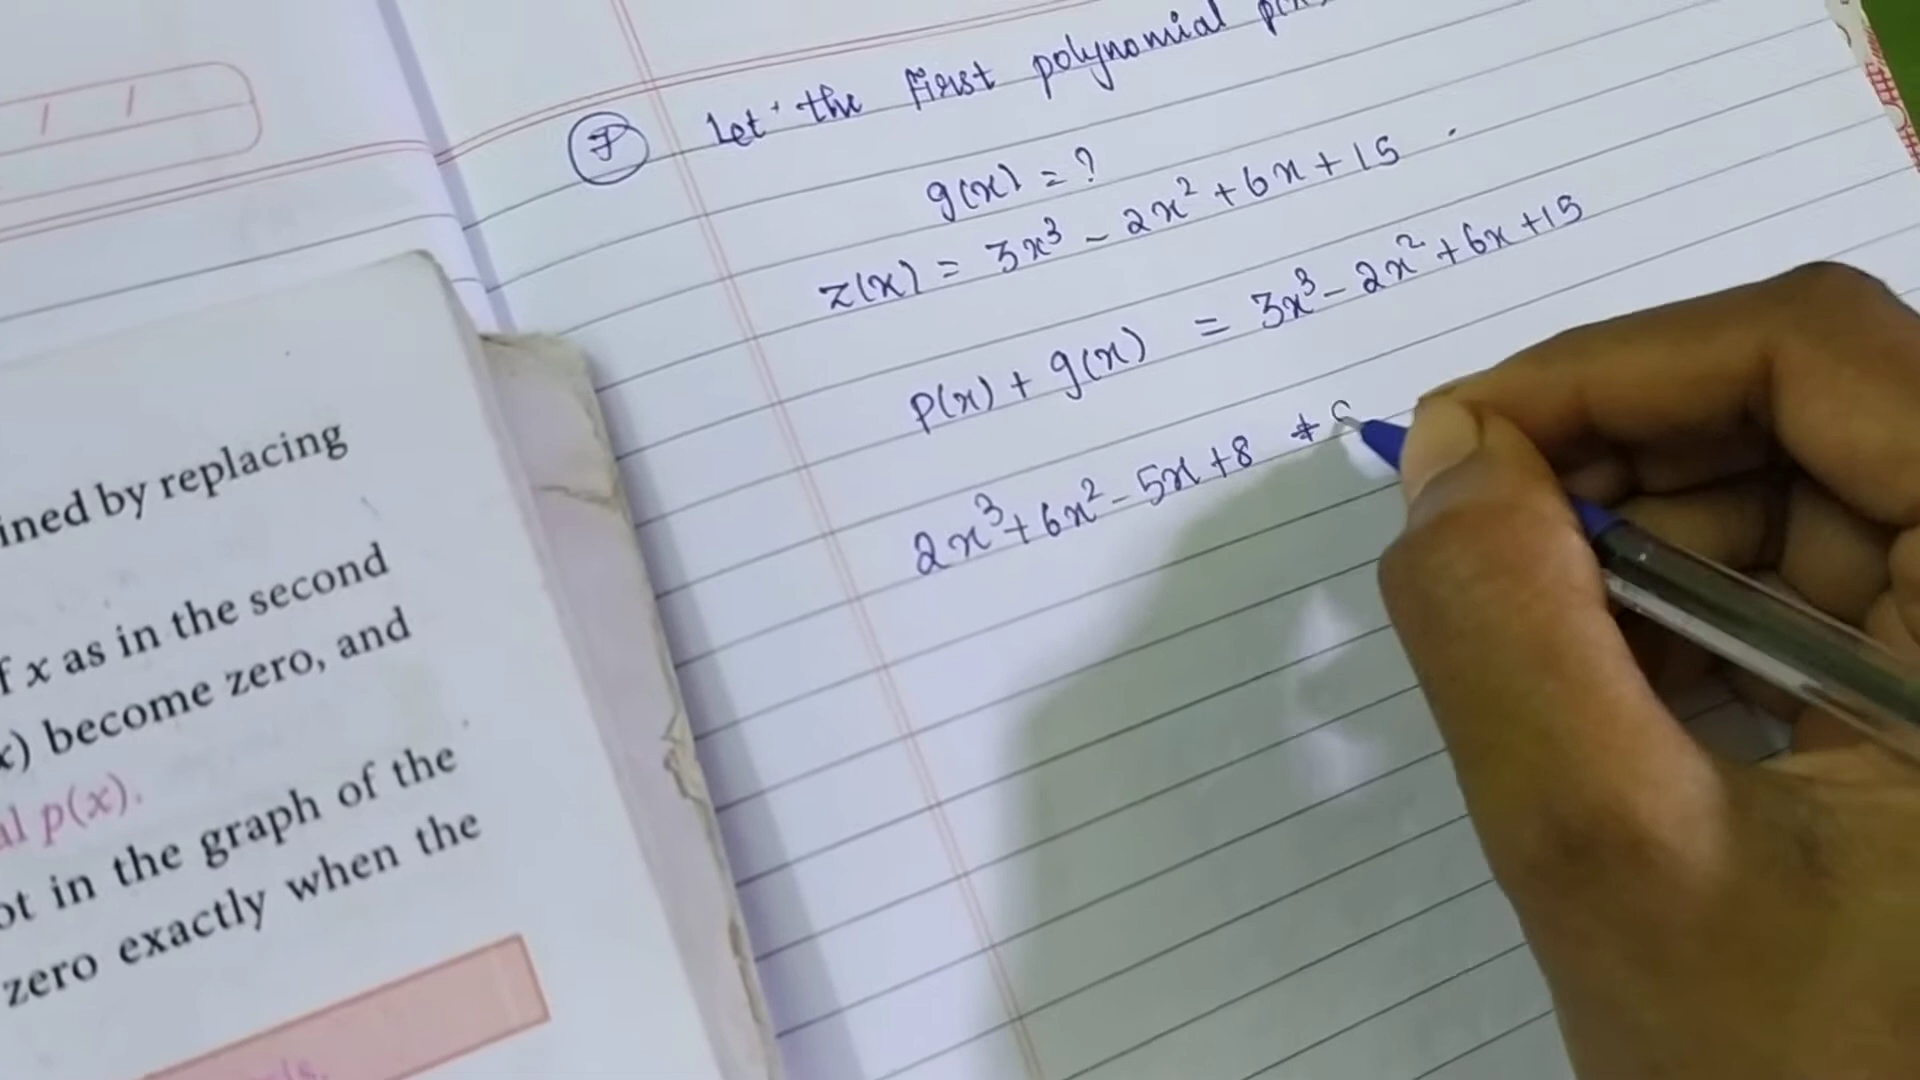 ined by replacing
f x as in the second
x) become zero, and
al p(x).
ot in the graph of the
zero exactly when the
7 Let the First polynomial p(x)
g(x) = ?
z(x) = 3x³ - 2x² + 6x + 15
p(x) + g(x) = 3x³ - 2x² + 6x + 15
2x³ + 6x² - 5x + 8 +